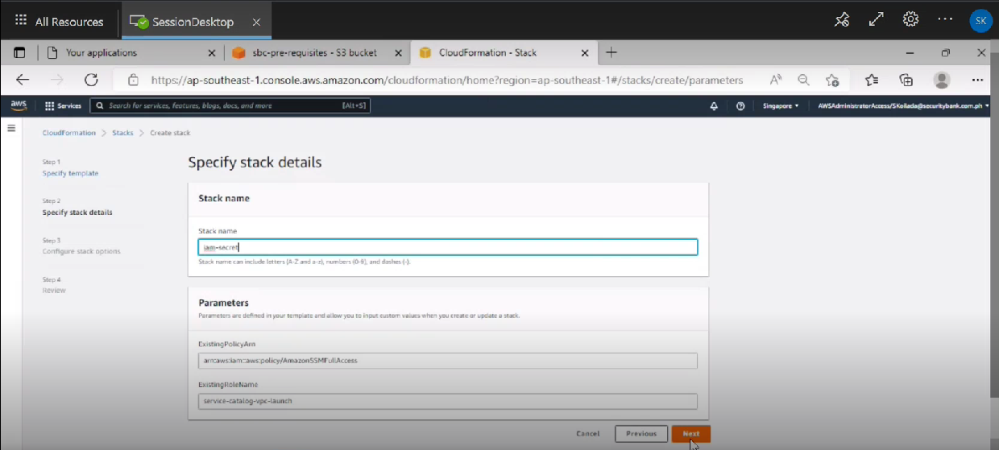 All Resources
SessionDesktop
SK
Your applications
sbc-pre-requisites - S3 bucket
CloudFormation - Stack
https://ap-southeast-1.console.aws.amazon.com/cloudformation/home?region=ap-southeast-1#/stacks/create/parameters
aws
Services
Search for services, features, blogs, docs, and more
[Alt+S]
Singapore
AWSAdministratorAccess/SKoilada@securitybank.com.ph
CloudFormation > Stacks > Create stack
Step 1
Specify template
Step 2
Specify stack details
Step 3
Configure stack options
Step 4
Review
Specify stack details
Stack name
Stack name
iam-secret
Stack name can include letters (A-Z and a-z), numbers (0-9), and dashes (-).
Parameters
Parameters are defined in your template and allow you to input custom values when you create or update a stack.
ExistingPolicyArn
arn:aws:iam::aws:policy/AmazonSSMFullAccess
ExistingRoleName
service-catalog-vpc-launch
Cancel
Previous
Next